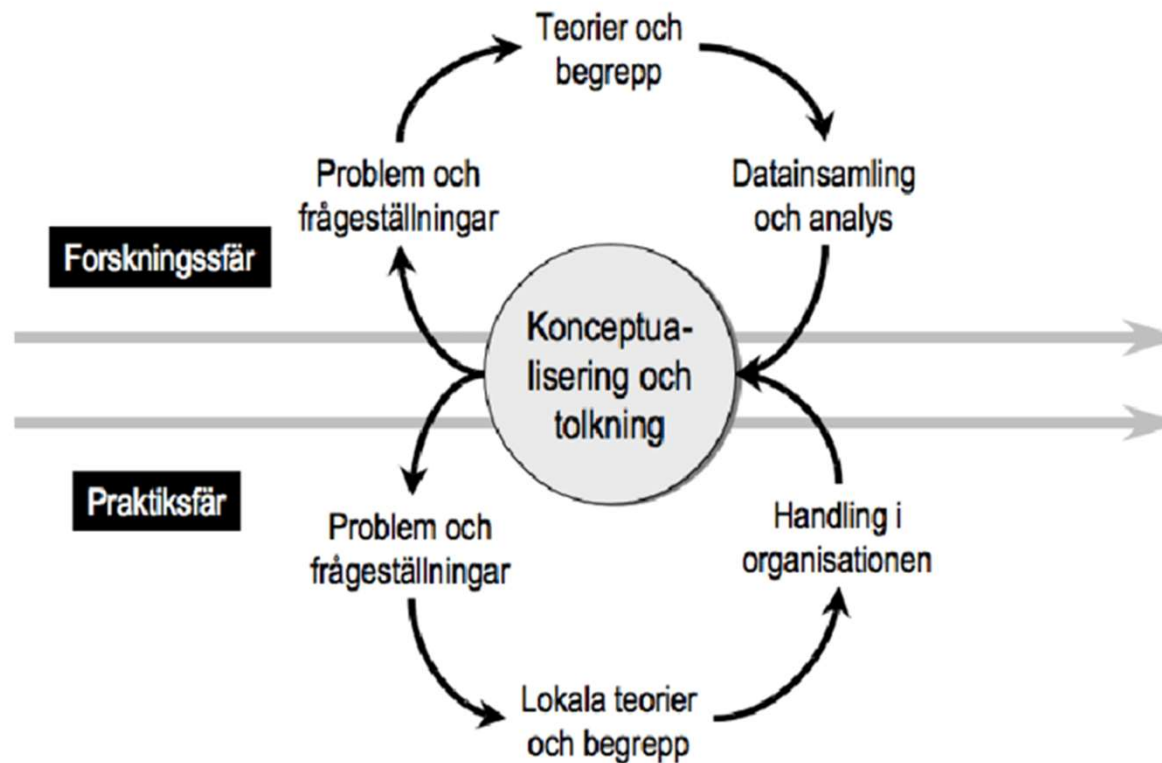 Teorier och
begrepp
Problem och
frågeställningar
Datainsamling
och analys
Forskningssfär
Konceptua-
lisering och
tolkning
Praktiksfär
Problem och
frågeställningar
Handling i
organisationen
Lokala teorier
och begrepp